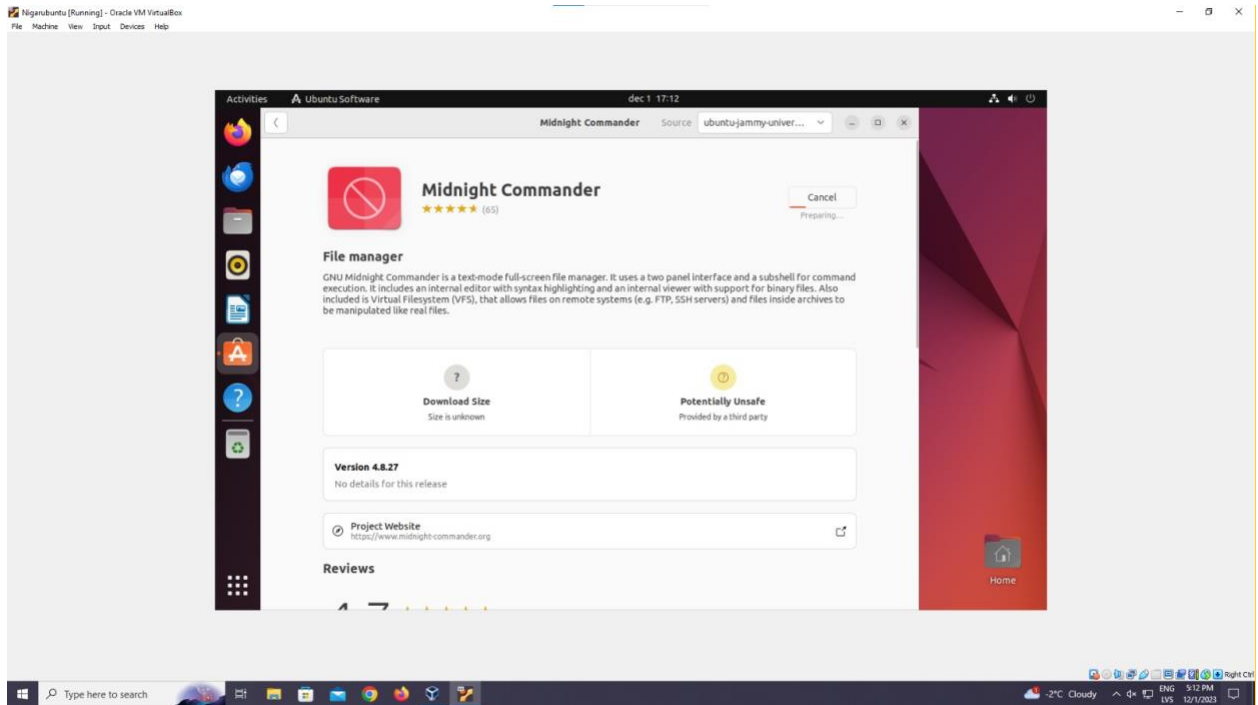 Nigarubuntu [Running] - Oracle VM VirtualBox
File Machine View Input Devices Help
Activities Ubuntu Software dec 1 17:12
Midnight Commander Source ubuntu-jammy-univer...
Midnight Commander
(65)
Cancel
Preparing...
File manager
GNU Midnight Commander is a text-mode full-screen file manager. It uses a two panel interface and a subshell for command
execution. It includes an internal editor with syntax highlighting and an internal viewer with support for binary files. Also
included is Virtual Filesystem (VFS), that allows files on remote systems (e.g. FTP, SSH servers) and files inside archives to
be manipulated like real files.
? ?
Download Size Potentially Unsafe
Size is unknown Provided by a third party
Version 4.8.27
No details for this release
Project Website
https://www.midnight-commander.org
Reviews
4.7
Home
Right Ctrl
Type here to search
-2°C Cloudy
ENG 5:12 PM
LVS 12/1/2023